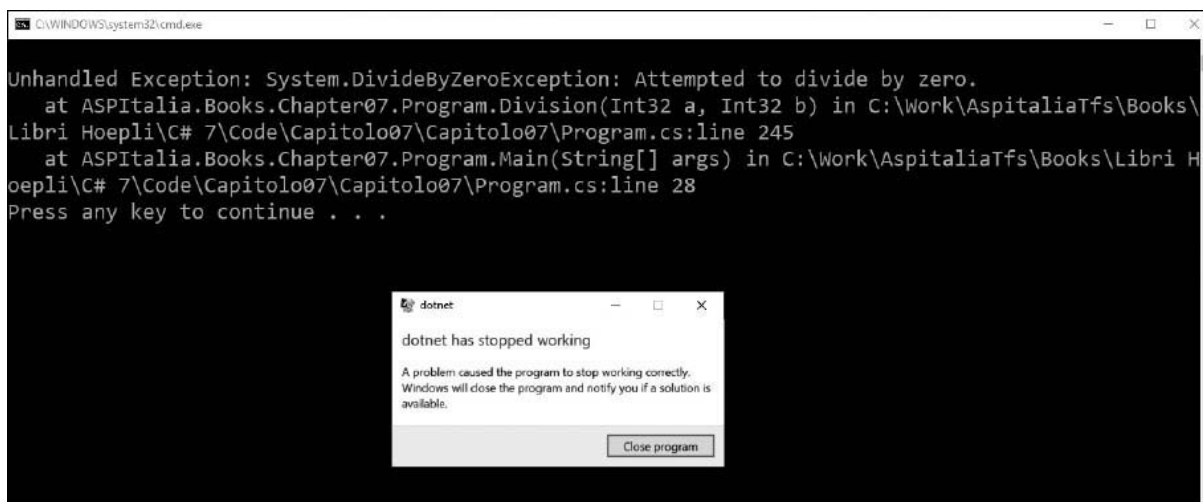 C:\WINDOWS\system32\cmd.exe
Unhandled Exception: System.DivideByZeroException: Attempted to divide by zero.
   at ASPItalia.Books.Chapter07.Program.Division(Int32 a, Int32 b) in C:\Work\AspitaliaTfs\Books\
Libri Hoepli\C# 7\Code\Capitolo07\Capitolo07\Program.cs:line 245
   at ASPItalia.Books.Chapter07.Program.Main(String[] args) in C:\Work\AspitaliaTfs\Books\Libri H
oepli\C# 7\Code\Capitolo07\Capitolo07\Program.cs:line 28
Press any key to continue . . .
dotnet
dotnet has stopped working
A problem caused the program to stop working correctly.
Windows will close the program and notify you if a solution is
available.
Close program